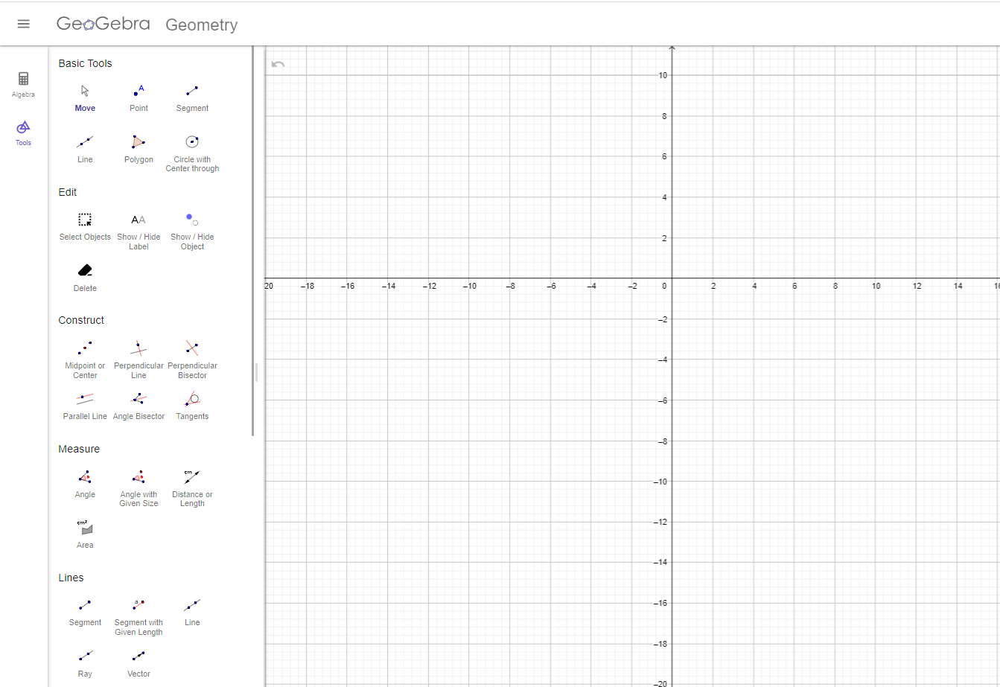 GeoGebra Geometry
Algebra
Tools
Basic Tools
Move Point Segment
Line Polygon Circle with
Center through
Edit
Select Objects Show / Hide Show / Hide
Label Object
Delete
Construct
Midpoint or Perpendicular Perpendicular
Center Line Bisector
Parallel Line Angle Bisector Tangents
Measure
cm
Angle Angle with Distance or
Given Size Length
cm²
Area
Lines
a
Segment Segment with Line
Given Length
Ray Vector
A
AA
10
8
6
4
2
20 –18 –16 –14 –12 –10 –8 –6 –4 –2 0 2 4 6 8 10 12 14 16
–2
–4
–6
–8
–10
–12
–14
–16
–18
–20